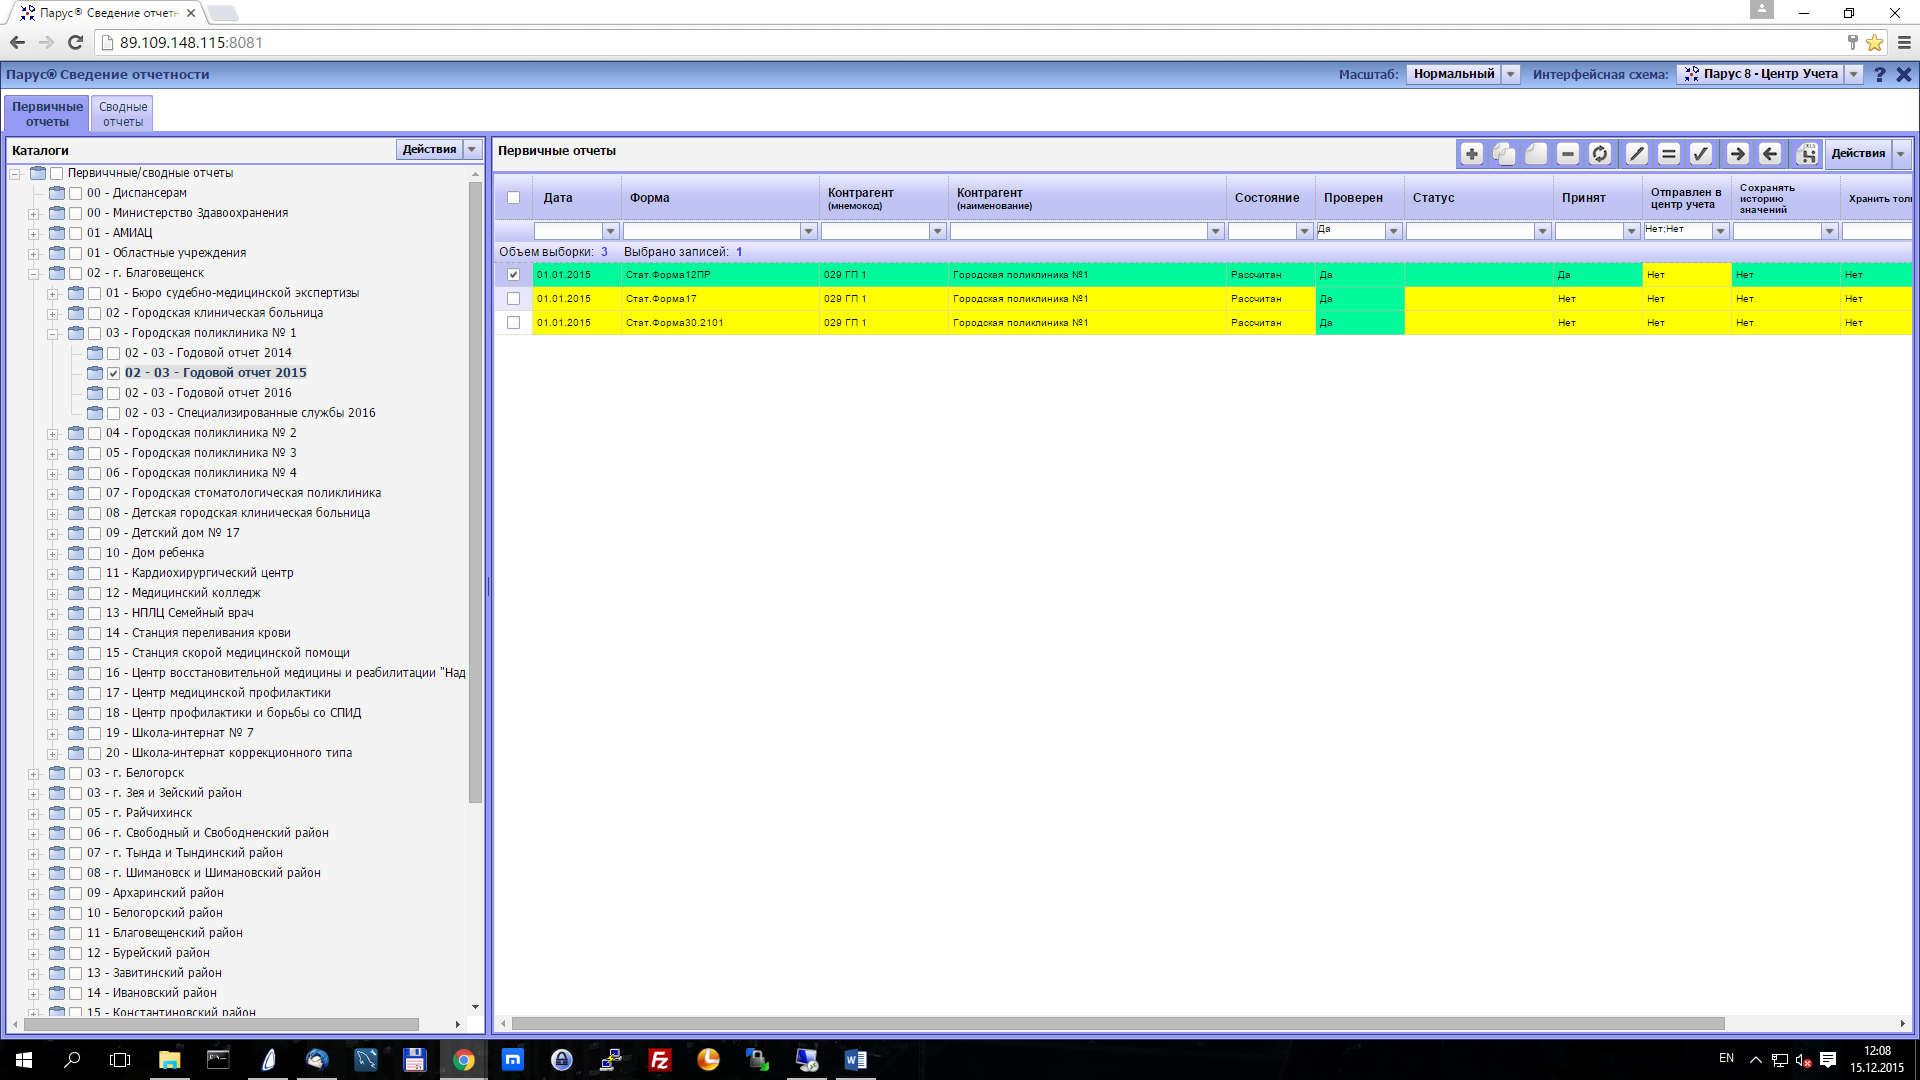 Парус® Сведение отчетн
89.109.148.115:8081
Парус® Сведение отчетности
Масштаб: Нормальный Интерфейсная схема: Парус 8 - Центр Учета
Первичные отчеты
Сводные отчеты
Каталоги
Действия
Первиччные/сводные отчеты
00 - Диспансерам
00 - Министерство Здавоохранения
01 - АМИАЦ
01 - Областные учреждения
02 - г. Благовещенск
01 - Бюро судебно-медицинской экспертизы
02 - Городская клиническая больница
03 - Городская поликлиника № 1
02 - 03 - Годовой отчет 2014
02 - 03 - Годовой отчет 2015
02 - 03 - Годовой отчет 2016
02 - 03 - Специализированные службы 2016
04 - Городская поликлиника № 2
05 - Городская поликлиника № 3
06 - Городская поликлиника № 4
07 - Городская стоматологическая поликлиника
08 - Детская городская клиническая больница
09 - Детский дом № 17
10 - Дом ребенка
11 - Кардиохирургический центр
12 - Медицинский колледж
13 - НПЛЦ Семейный врач
14 - Станция переливания крови
15 - Станция скорой медицинской помощи
16 - Центр восстановительной медицины и реабилитации "Над
17 - Центр медицинской профилактики
18 - Центр профилактики и борьбы со СПИД
19 - Школа-интернат № 7
20 - Школа-интернат коррекционного типа
03 - г. Белогорск
03 - г. Зея и Зейский район
05 - г. Райчихинск
06 - г. Свободный и Свободненский район
07 - г. Тында и Тындинский район
08 - г. Шимановск и Шимановский район
09 - Архаринский район
10 - Белогорский район
11 - Благовещенский район
12 - Бурейский район
13 - Завитинский район
14 - Ивановский район
15 - Константиновский район
Первичные отчеты
XLS
Действия
Дата Форма Контрагент (мнемокод) Контрагент (наименование) Состояние Проверен Статус Принят Отправлен в центр учета Сохранять историю значений Хранить толь
Да Нет;Нет
Объем выборки: 3 Выбрано записей: 1
01.01.2015 Стат.Форма12ПР 029 ГП 1 Городская поликлиника №1 Рассчитан Да Да Нет Нет Нет
01.01.2015 Стат.Форма17 029 ГП 1 Городская поликлиника №1 Рассчитан Да Нет Нет Нет Нет
01.01.2015 Стат.Форма30.2101 029 ГП 1 Городская поликлиника №1 Рассчитан Да Нет Нет Нет Нет
EN
12:08
15.12.2015